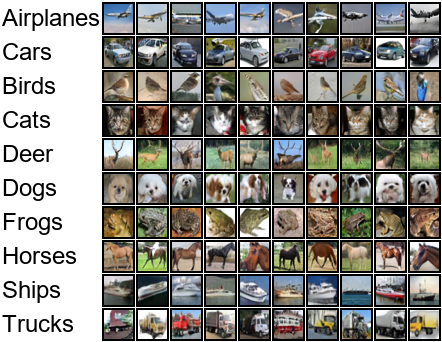 Airplanes
Cars
Birds
Cats
Deer
Dogs
Frogs
Horses
Ships
Trucks